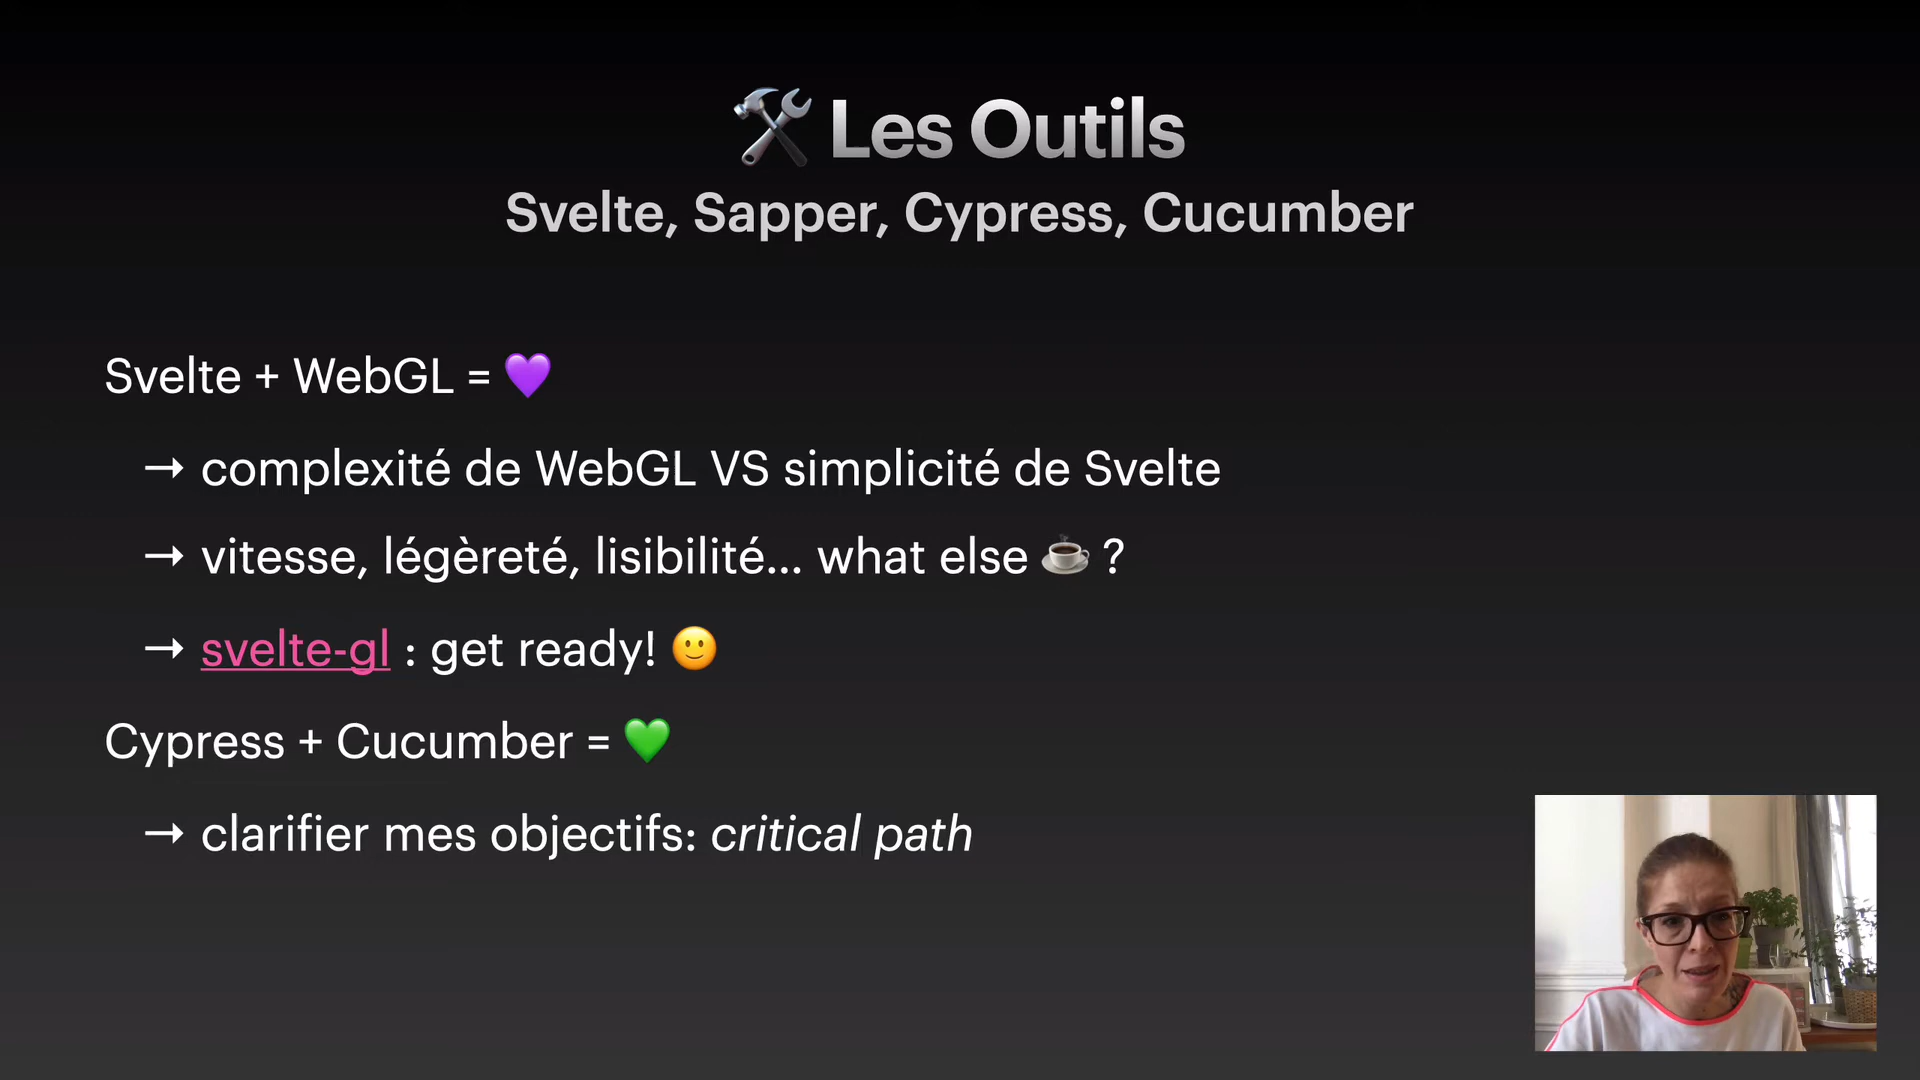 🛠 Les Outils
Svelte, Sapper, Cypress, Cucumber
Svelte + WebGL = 💜
→ complexité de WebGL VS simplicité de Svelte
→ vitesse, légèreté, lisibilité... what else ☕ ?
→ svelte-gl : get ready! 🙂
Cypress + Cucumber = 💚
→ clarifier mes objectifs: critical path